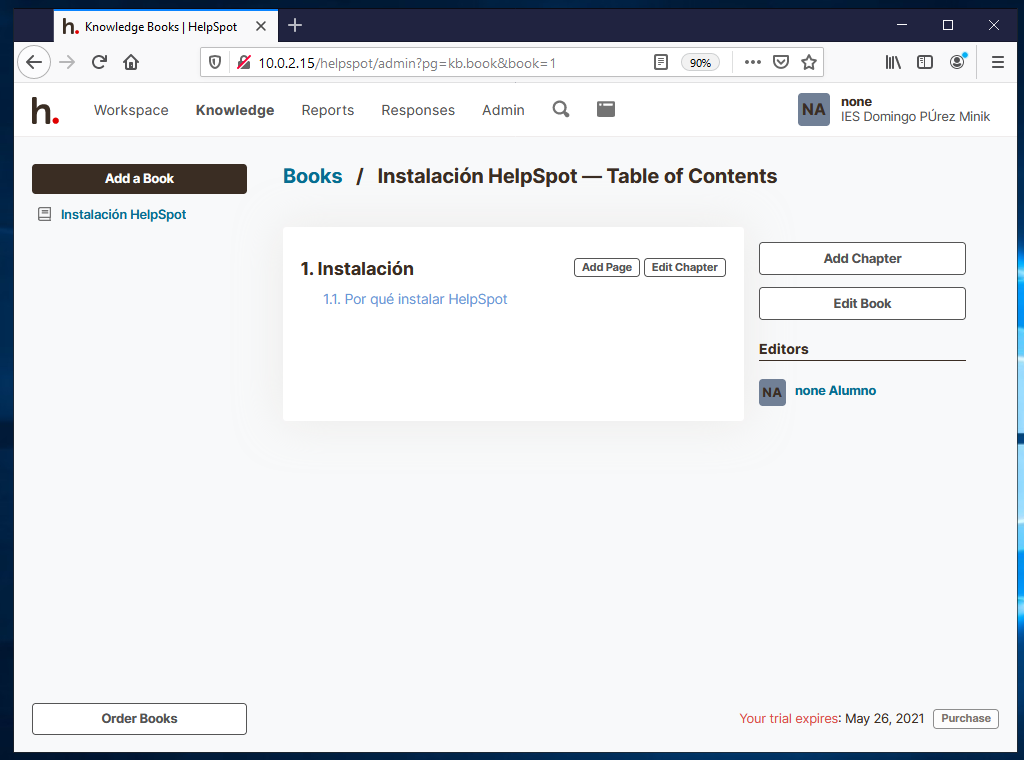 h. Knowledge Books | HelpSpot
10.0.2.15/helpspot/admin?pg=kb.book&book=1
90%
h.
Workspace Knowledge Reports Responses Admin
NA
none
IES Domingo PÚrez Minik
Add a Book
Instalación HelpSpot
Books / Instalación HelpSpot — Table of Contents
1. Instalación
Add Page
Edit Chapter
1.1. Por qué instalar HelpSpot
Add Chapter
Edit Book
Editors
NA none Alumno
Order Books
Your trial expires: May 26, 2021
Purchase